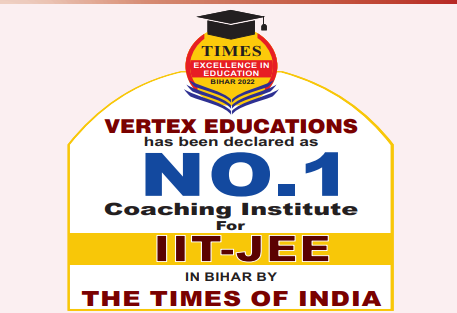 TIMES
EXCELLENCE IN
EDUCATION
BIHAR 2022
VERTEX EDUCATIONS
has been declared as
NO.1
Coaching Institute
For
IIT-JEE
IN BIHAR BY
THE TIMES OF INDIA